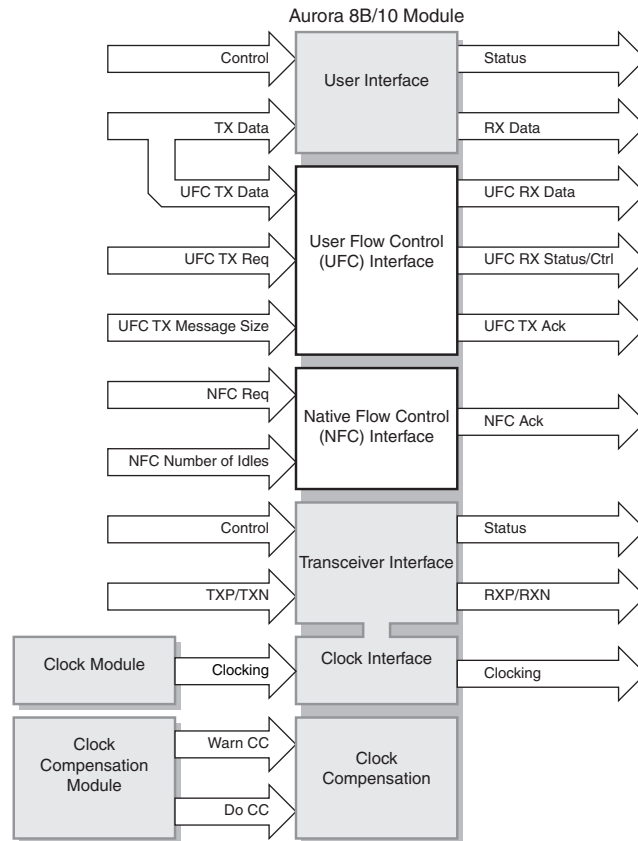 Aurora 8B/10 Module
Control
User Interface
Status
TX Data
RX Data
UFC TX Data
UFC RX Data
UFC TX Req
User Flow Control
(UFC) Interface
UFC RX Status/Ctrl
UFC TX Message Size
UFC TX Ack
NFC Req
Native Flow Control
(NFC) Interface
NFC Ack
NFC Number of Idles
Control
Status
Transceiver Interface
TXP/TXN
RXP/RXN
Clock Module
Clocking
Clock Interface
Clocking
Clock
Compensation
Module
Warn CC
Do CC
Clock
Compensation